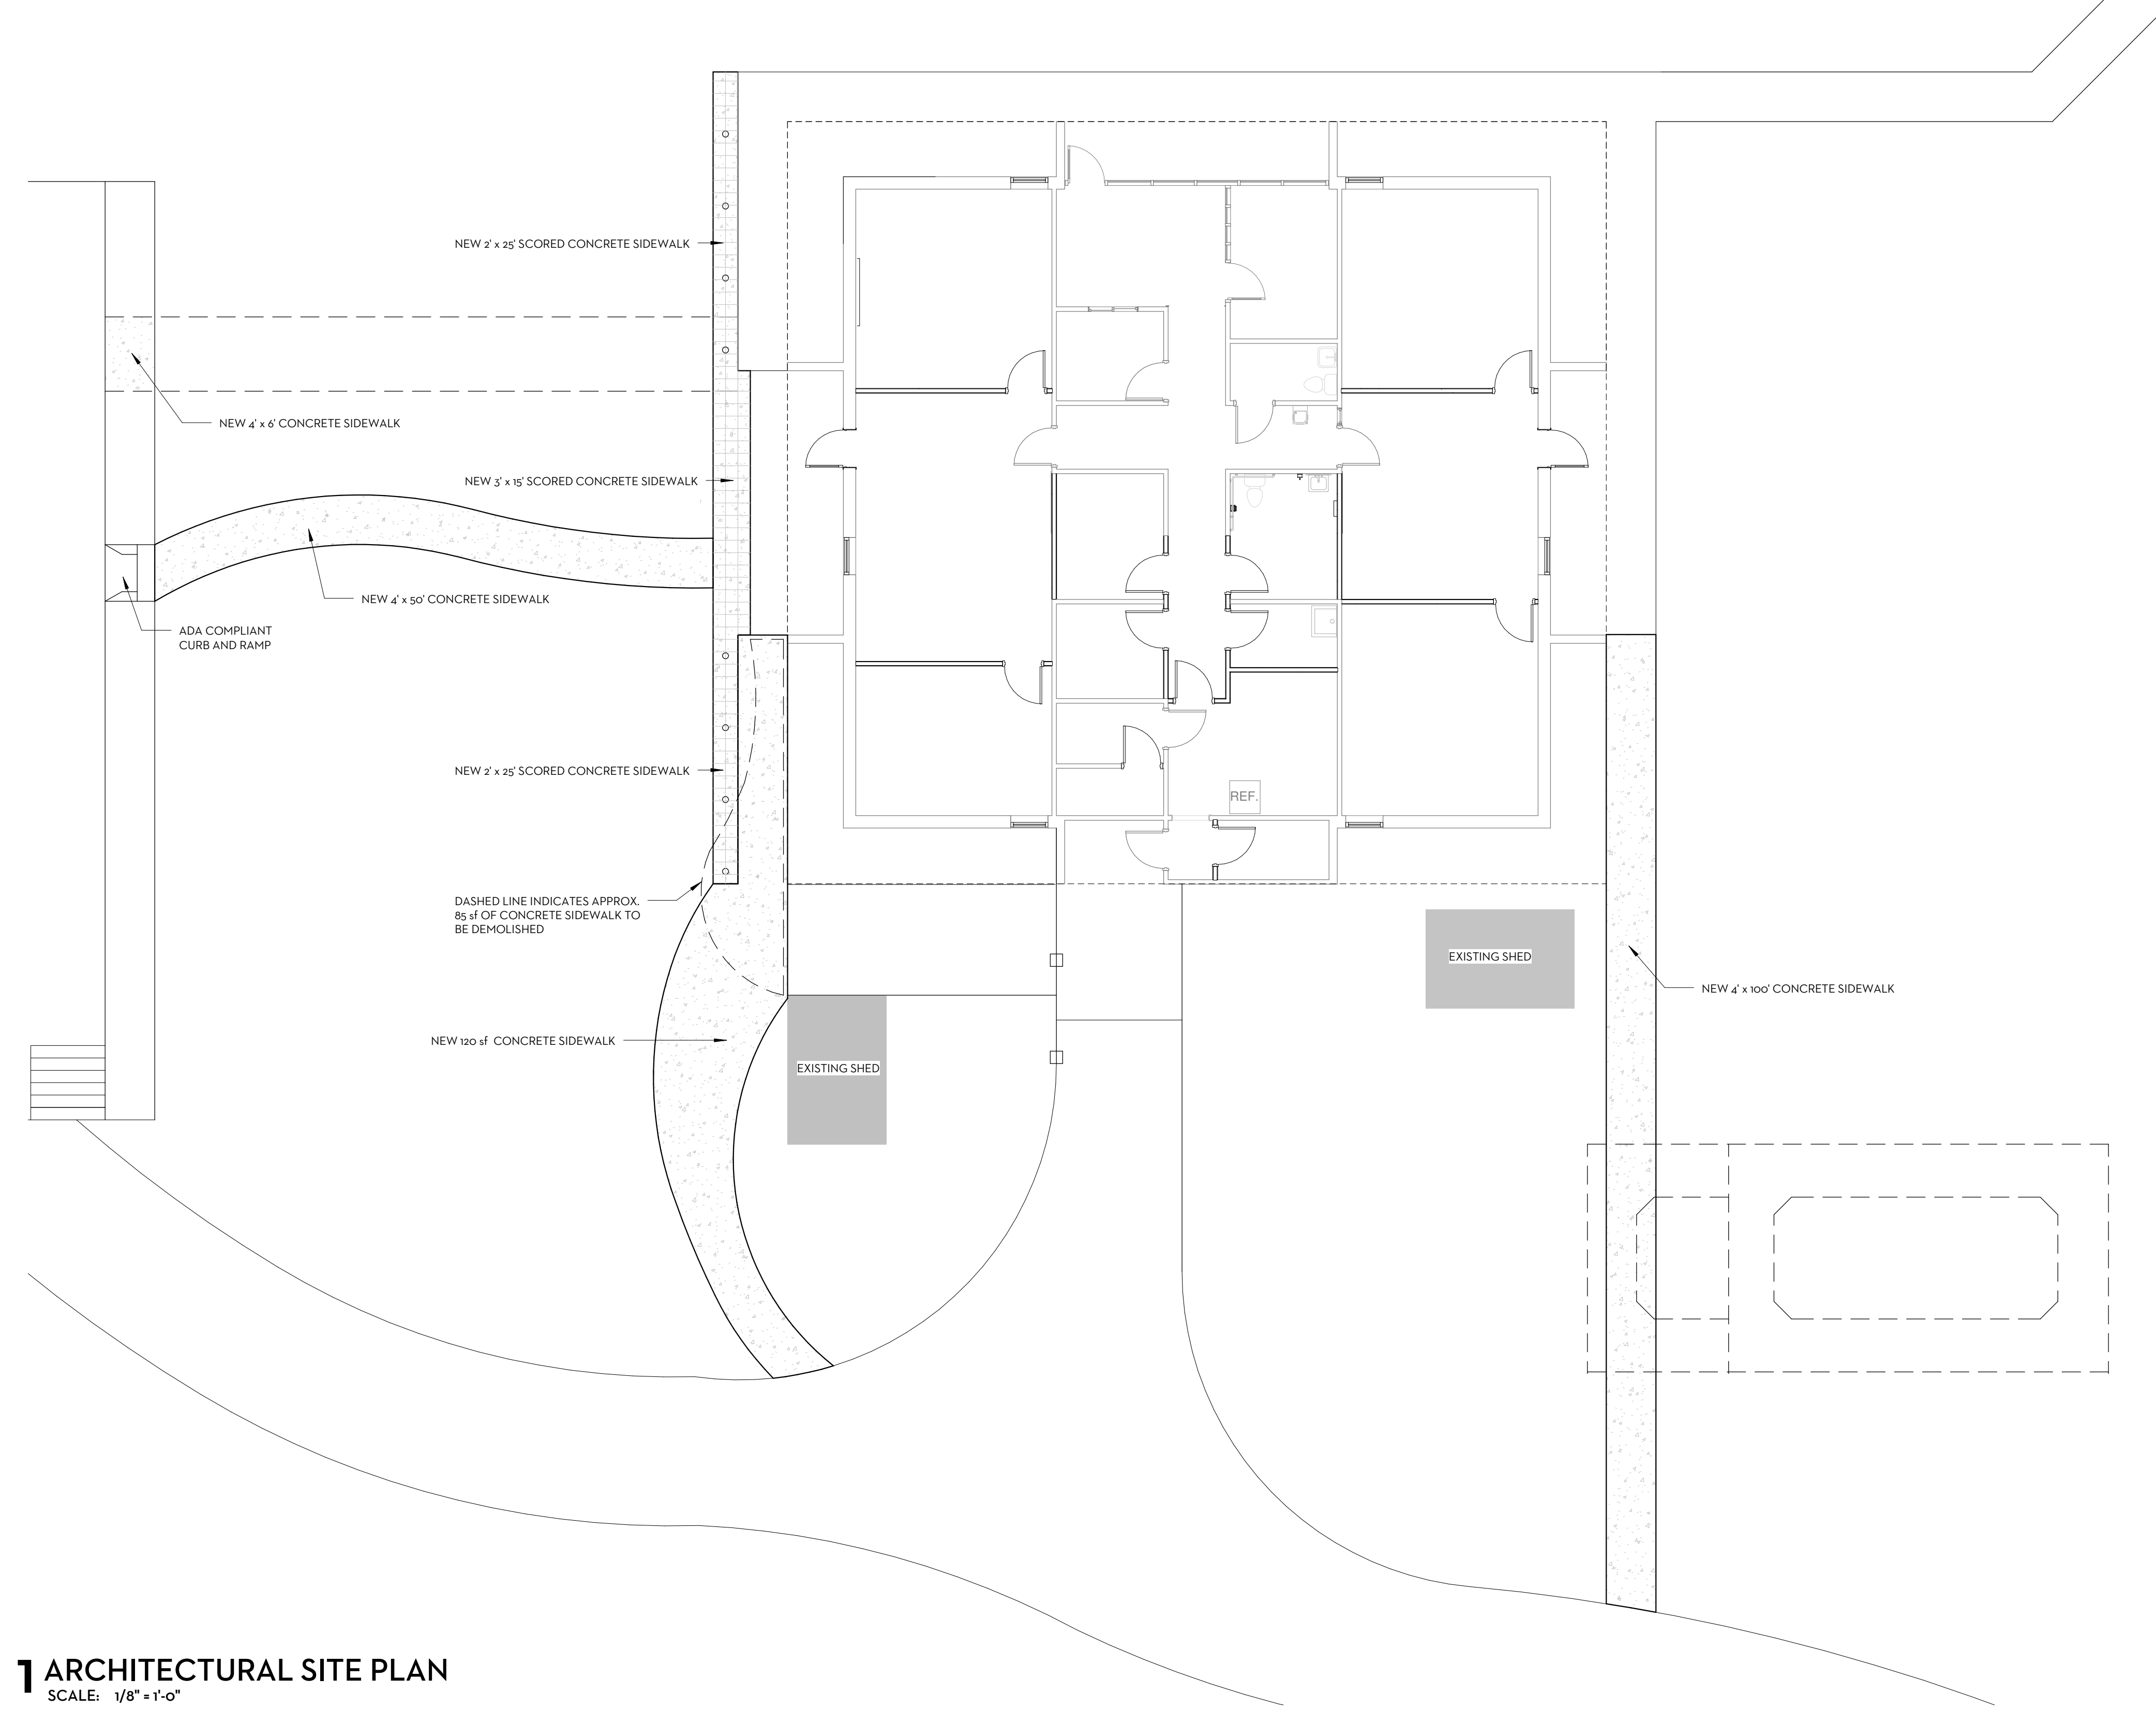 NEW 2' x 25' SCORED CONCRETE SIDEWALK
NEW 4' x 6' CONCRETE SIDEWALK
NEW 3' x 15' SCORED CONCRETE SIDEWALK
NEW 4' x 50' CONCRETE SIDEWALK
ADA COMPLIANT
CURB AND RAMP
NEW 2' x 25' SCORED CONCRETE SIDEWALK
REF.
DASHED LINE INDICATES APPROX.
85 sf OF CONCRETE SIDEWALK TO
BE DEMOLISHED
EXISTING SHED
NEW 4' x 100' CONCRETE SIDEWALK
NEW 120 sf CONCRETE SIDEWALK
EXISTING SHED
1 ARCHITECTURAL SITE PLAN
SCALE: 1/8" = 1'-0"